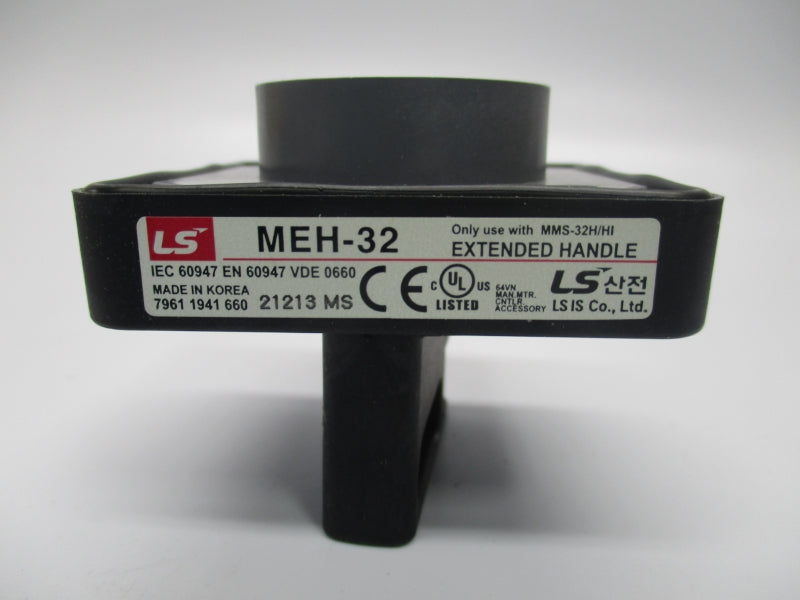 LS MEH-32 Only use with MMS-32H/HI
EXTENDED HANDLE
IEC 60947 EN 60947 VDE 0660
MADE IN KOREA
7961 1941 660 21213 MS
CE
C UL US
LISTED
64VN
MAN.MTR.
CNTLR.
ACCESSORY
LS산전
LS IS Co., Ltd.